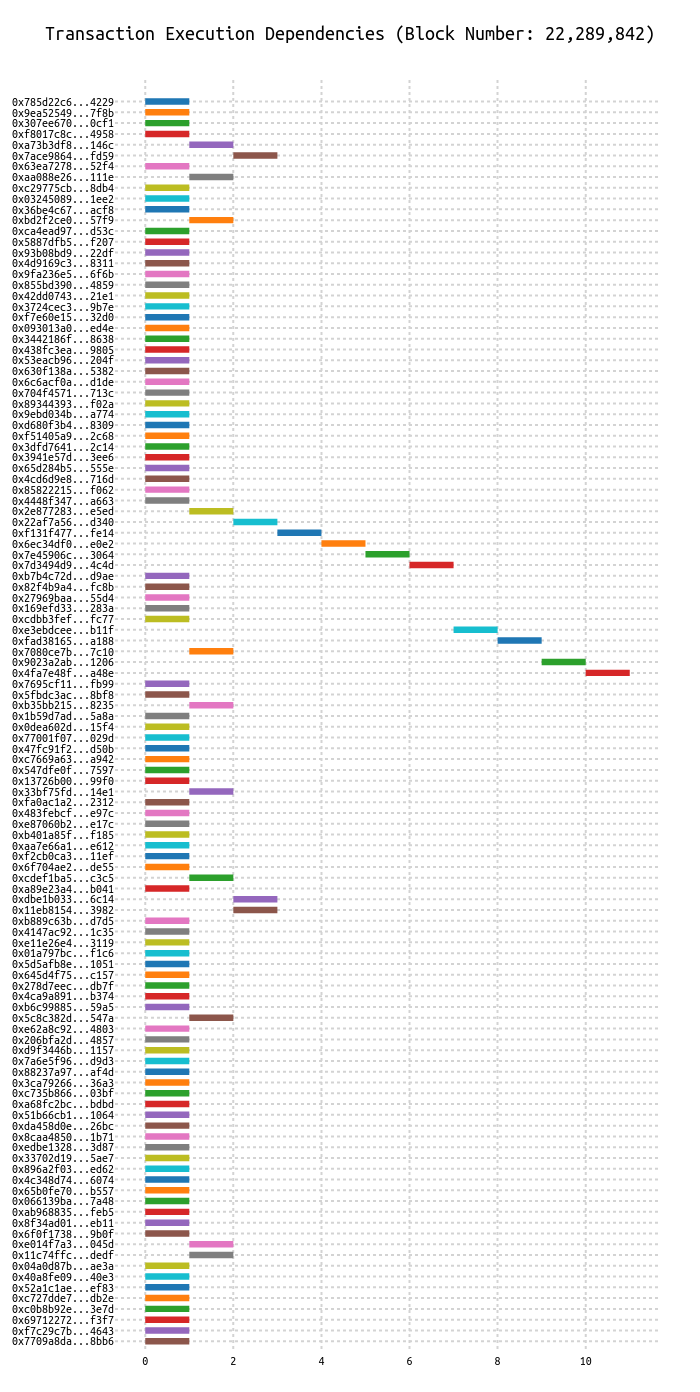 Transaction Execution Dependencies (Block Number: 22,289,842)
0x785d22c6...4229
0x9ea52549...7f8b
0x307ee670...0cf1
0xf8017c8c...4958
0xa73b3df8...146c
0x7ace9864...fd59
0x63ea7278...52f4
0xaa088e26...111e
0xc29775cb...8db4
0x03245089...1ee2
0x36be4c67...acf8
0xbd2f2ce0...57f9
0xca4ead97...d53c
0x5887dfb5...f207
0x93b08bd9...22df
0x4d9169c3...8311
0x9fa236e5...6f6b
0x855bd390...4859
0x42dd0743...21e1
0x3724cec3...9b7e
0xf7e60e15...32d0
0x093013a0...ed4e
0x3442186f...8638
0x438fc3ea...9805
0x53eacb96...204f
0x630f138a...5382
0x6c6acf0a...d1de
0x704f4571...713c
0x89344393...f02a
0x9ebd034b...a774
0xd680f3b4...8309
0xf51405a9...2c68
0x3dfd7641...2c14
0x3941e57d...3ee6
0x65d284b5...555e
0x4cd6d9e8...716d
0x85822215...f062
0x4448f347...a663
0x2e877283...e5ed
0x22af7a56...d340
0xf131f477...fe14
0x6ec34df0...e0e2
0x7e45906c...3064
0x7d3494d9...4c4d
0xb7b4c72d...d9ae
0x82f4b9a4...fc8b
0x27969baa...55d4
0x169efd33...283a
0xcdbb3fef...fc77
0xe3ebdcee...b11f
0xfad38165...a188
0x7080ce7b...7c10
0x9023a2ab...1206
0x4fa7e48f...a48e
0x7695cf11...fb99
0x5fbdc3ac...8bf8
0xb35bb215...8235
0x1b59d7ad...5a8a
0x0dea602d...15f4
0x77001f07...029d
0x47fc91f2...d50b
0xc7669a63...a942
0x547dfe0f...7597
0x13726b00...99f0
0x33bf75fd...14e1
0xfa0ac1a2...2312
0x483febcf...e97c
0xe87060b2...e17c
0xb401a85f...f185
0xaa7e66a1...e612
0xf2cb0ca3...11ef
0x6f704ae2...de55
0xcdef1ba5...c3c5
0xa89e23a4...b041
0xdbe1b033...6c14
0x11eb8154...3982
0xb889c63b...d7d5
0x4147ac92...1c35
0xe11e26e4...3119
0x01a797bc...f1c6
0x5d5afb8e...1051
0x645d4f75...c157
0x278d7eec...db7f
0x4ca9a891...b374
0xb6c99885...59a5
0x5c8c382d...547a
0xe62a8c92...4803
0x206bfa2d...4857
0xd9f3446b...1157
0x7a6e5f96...d9d3
0x88237a97...af4d
0x3ca79266...36a3
0xc735b866...03bf
0xa68fc2bc...bdbd
0x51b66cb1...1064
0xda458d0e...26bc
0x8caa4850...1b71
0xedbe1328...3d87
0x33702d19...5ae7
0x896a2f03...ed62
0x4c348d74...6074
0x65b0fe70...b557
0x066139ba...7a48
0xab968835...feb5
0x8f34ad01...eb11
0x6f0f1738...9b0f
0xe014f7a3...045d
0x11c74ffc...dedf
0x04a0d87b...ae3a
0x40a8fe09...40e3
0x52a1c1ae...ef83
0xc727dde7...db2e
0xc0b8b92e...3e7d
0x69712272...f3f7
0xf7c29c7b...4643
0x7709a8da...8bb6
0 2 4 6 8 10